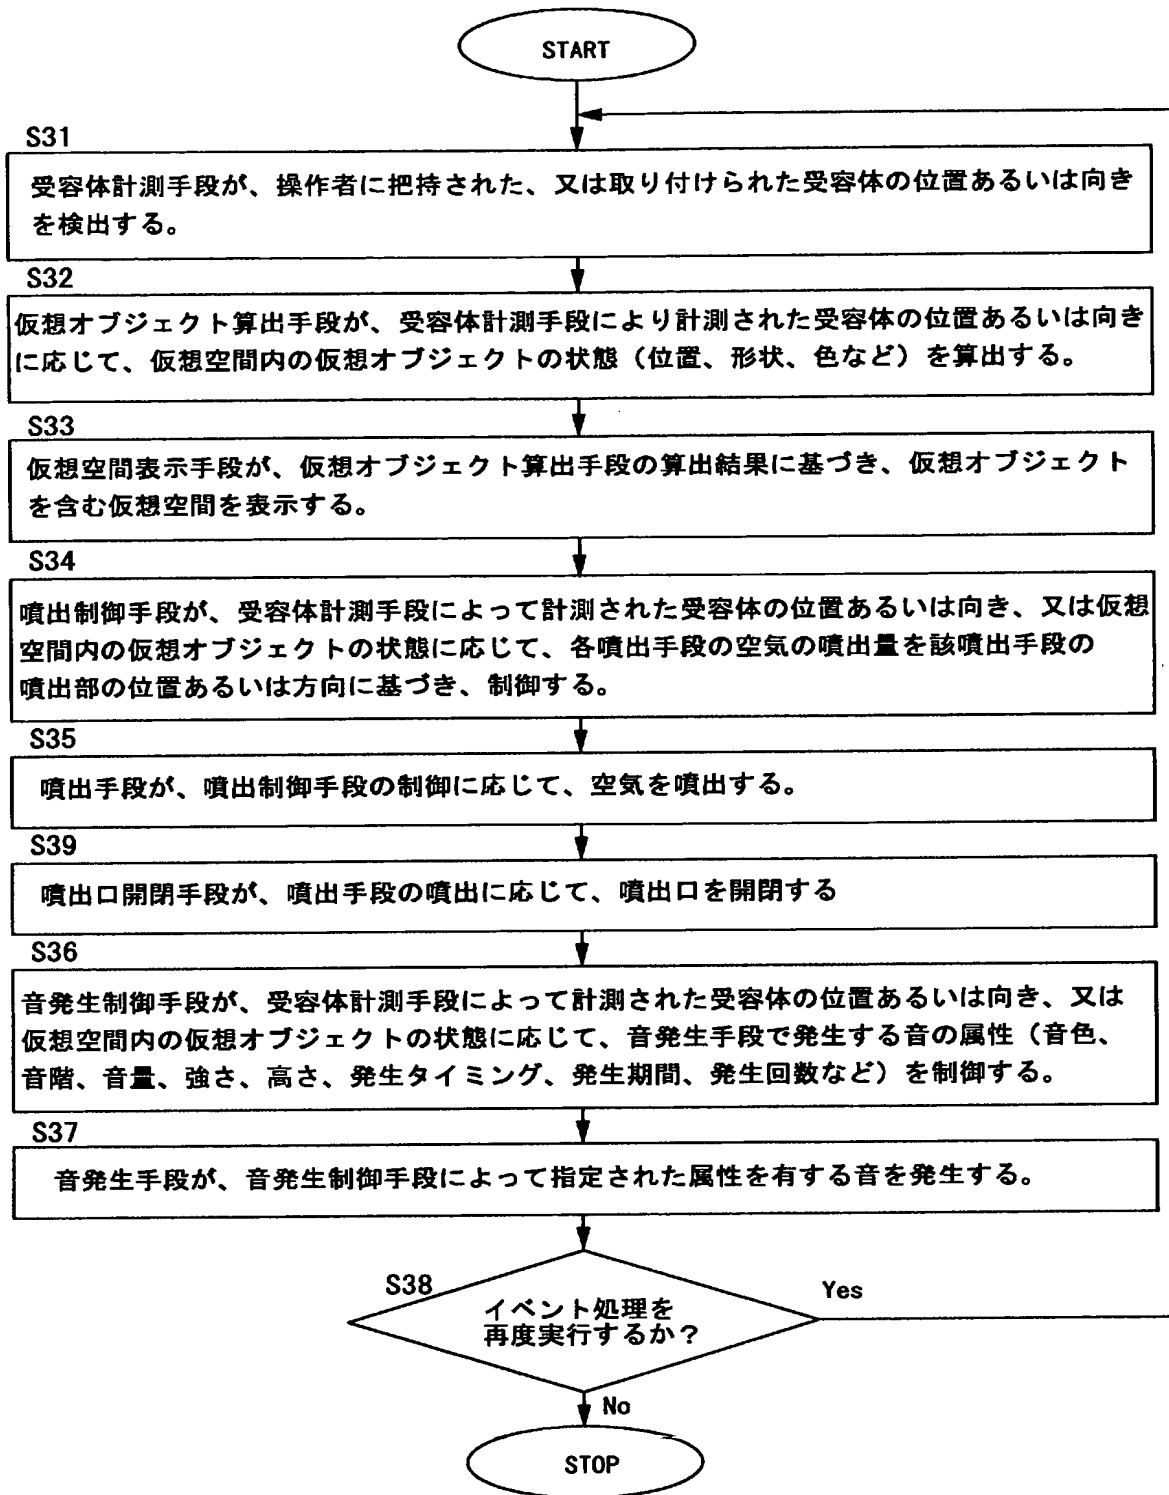 START
S31
受容体計測手段が、操作者に把持された、又は取り付けられた受容体の位置あるいは向き
を検出する。
S32
仮想オブジェクト算出手段が、受容体計測手段により計測された受容体の位置あるいは向き
に応じて、仮想空間内の仮想オブジェクトの状態（位置、形状、色など）を算出する。
S33
仮想空間表示手段が、仮想オブジェクト算出手段の算出結果に基づき、仮想オブジェクト
を含む仮想空間を表示する。
S34
噴出制御手段が、受容体計測手段によって計測された受容体の位置あるいは向き、又は仮想
空間内の仮想オブジェクトの状態に応じて、各噴出手段の空気の噴出量を該噴出手段の
噴出部の位置あるいは方向に基づき、制御する。
S35
噴出手段が、噴出制御手段の制御に応じて、空気を噴出する。
S39
噴出口開閉手段が、噴出手段の噴出に応じて、噴出口を開閉する
S36
音発生制御手段が、受容体計測手段によって計測された受容体の位置あるいは向き、又は
仮想空間内の仮想オブジェクトの状態に応じて、音発生手段で発生する音の属性（音色、
音階、音量、強さ、高さ、発生タイミング、発生期間、発生回数など）を制御する。
S37
音発生手段が、音発生制御手段によって指定された属性を有する音を発生する。
S38
イベント処理を
再度実行するか？
Yes
No
STOP